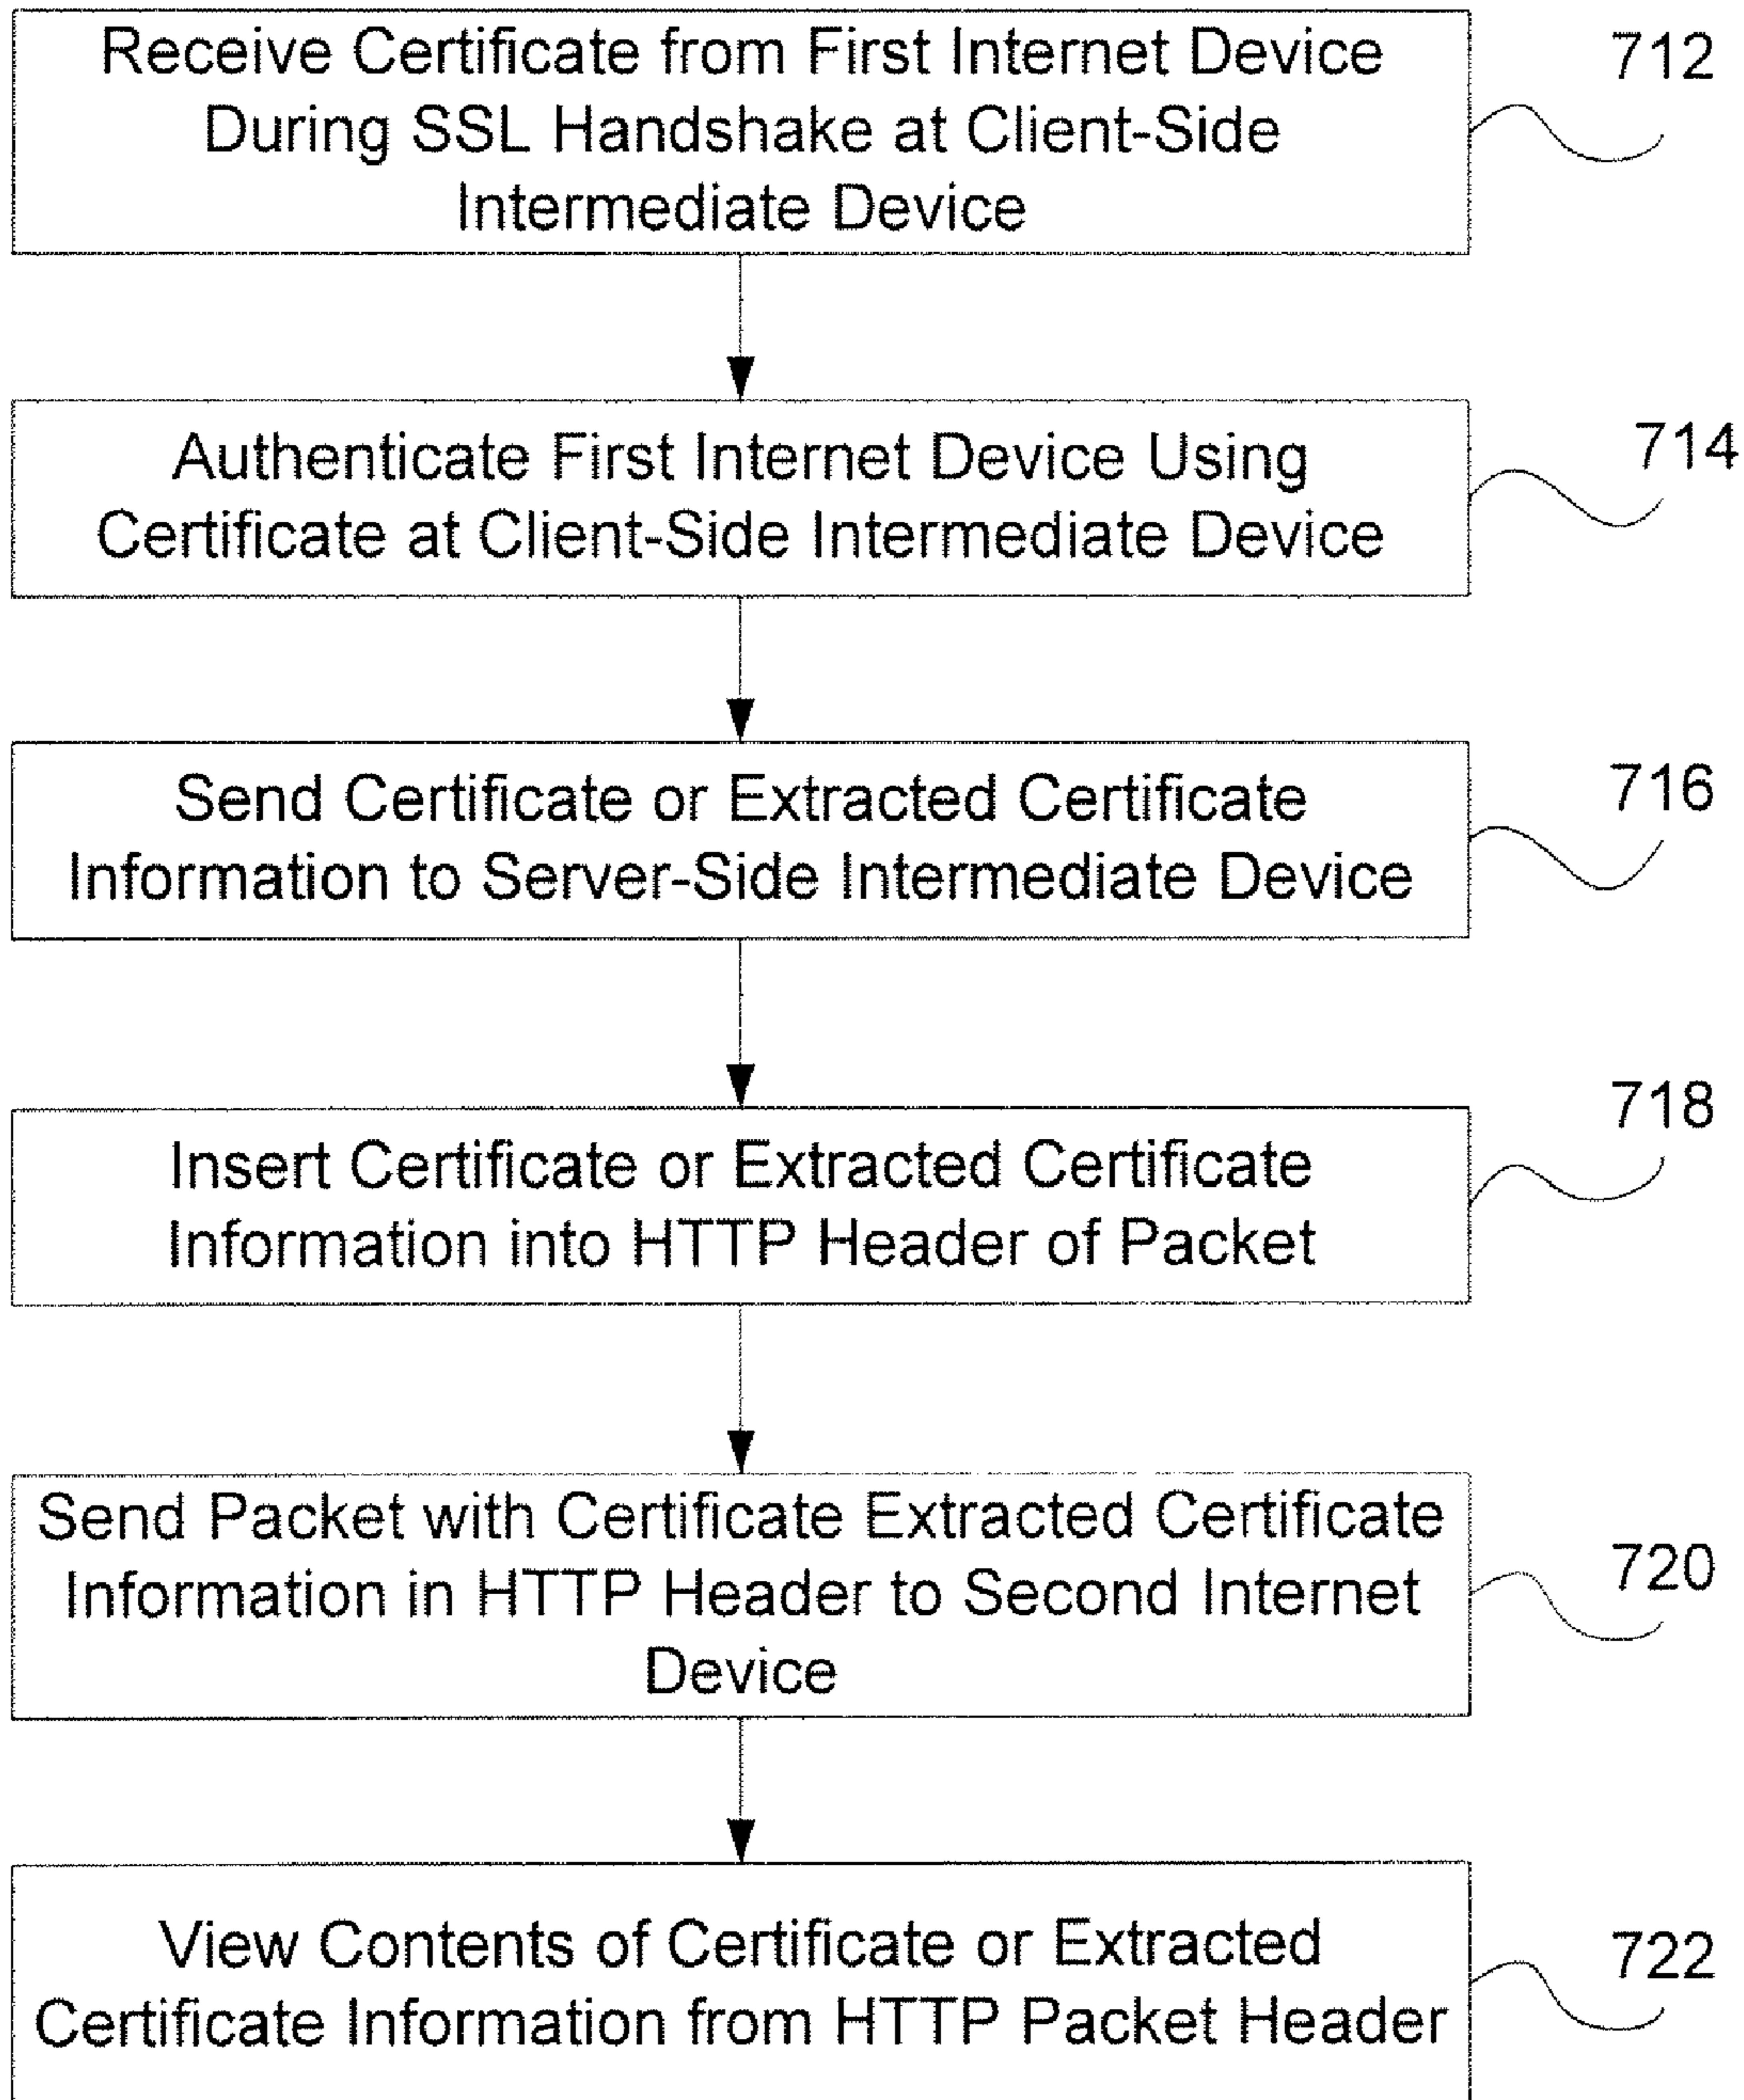 Receive Certificate from First Internet Device
During SSL Handshake at Client-Side
Intermediate Device
712
Authenticate First Internet Device Using
Certificate at Client-Side Intermediate Device
714
Send Certificate or Extracted Certificate
Information to Server-Side Intermediate Device
716
Insert Certificate or Extracted Certificate
Information into HTTP Header of Packet
718
Send Packet with Certificate Extracted Certificate
Information in HTTP Header to Second Internet
Device
720
View Contents of Certificate or Extracted
Certificate Information from HTTP Packet Header
722